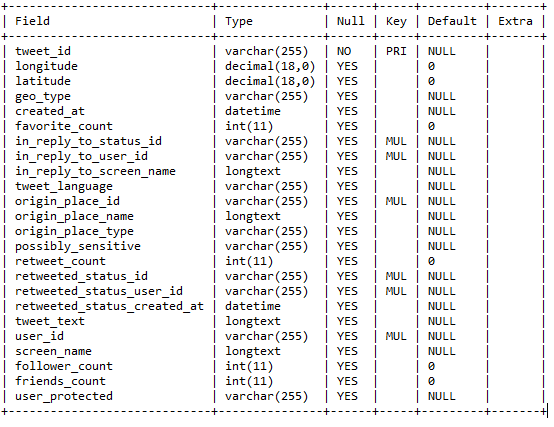 +--------------------------+---------------+------+-----+---------+-------+
| Field                    | Type          | Null | Key | Default | Extra |
+--------------------------+---------------+------+-----+---------+-------+
| tweet_id                 | varchar(255)  | NO   | PRI | NULL    |       |
| longitude                | decimal(18,0) | YES  |     | 0       |       |
| latitude                 | decimal(18,0) | YES  |     | 0       |       |
| geo_type                 | varchar(255)  | YES  |     | NULL    |       |
| created_at               | datetime      | YES  |     | NULL    |       |
| favorite_count           | int(11)       | YES  |     | 0       |       |
| in_reply_to_status_id    | varchar(255)  | YES  | MUL | NULL    |       |
| in_reply_to_user_id      | varchar(255)  | YES  | MUL | NULL    |       |
| in_reply_to_screen_name  | longtext      | YES  |     | NULL    |       |
| tweet_language           | varchar(255)  | YES  |     | NULL    |       |
| origin_place_id          | varchar(255)  | YES  | MUL | NULL    |       |
| origin_place_name        | longtext      | YES  |     | NULL    |       |
| origin_place_type        | varchar(255)  | YES  |     | NULL    |       |
| possibly_sensitive       | varchar(255)  | YES  |     | NULL    |       |
| retweet_count            | int(11)       | YES  |     | 0       |       |
| retweeted_status_id      | varchar(255)  | YES  | MUL | NULL    |       |
| retweeted_status_user_id | varchar(255)  | YES  | MUL | NULL    |       |
| retweeted_status_created_at | datetime   | YES  |     | NULL    |       |
| tweet_text               | longtext      | YES  |     | NULL    |       |
| user_id                  | varchar(255)  | YES  | MUL | NULL    |       |
| screen_name              | longtext      | YES  |     | NULL    |       |
| follower_count           | int(11)       | YES  |     | 0       |       |
| friends_count            | int(11)       | YES  |     | 0       |       |
| user_protected           | varchar(255)  | YES  |     | NULL    |       |
+--------------------------+---------------+------+-----+---------+-------+